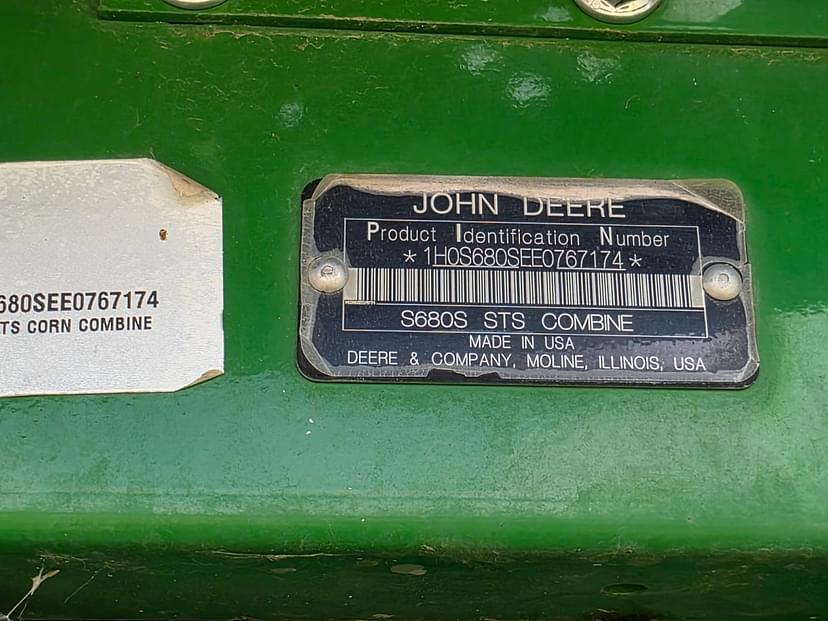 680SEE0767174
TS CORN COMBINE
JOHN DEERE
Product Identification Number
*1H0S680SEE0767174*
S680S STS COMBINE
MADE IN USA
DEERE & COMPANY, MOLINE, ILLINOIS, USA